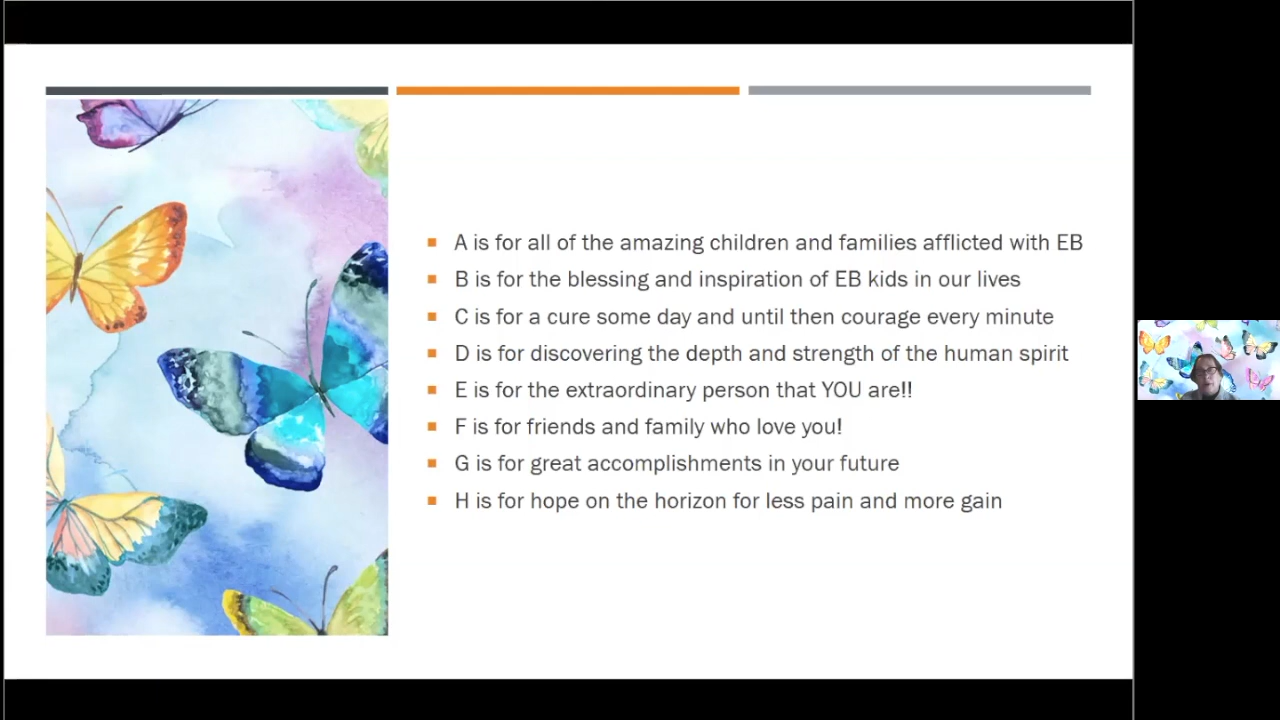 A is for all of the amazing children and families afflicted with EB
B is for the blessing and inspiration of EB kids in our lives
C is for a cure some day and until then courage every minute
D is for discovering the depth and strength of the human spirit
E is for the extraordinary person that YOU are!!
F is for friends and family who love you!
G is for great accomplishments in your future
H is for hope on the horizon for less pain and more gain